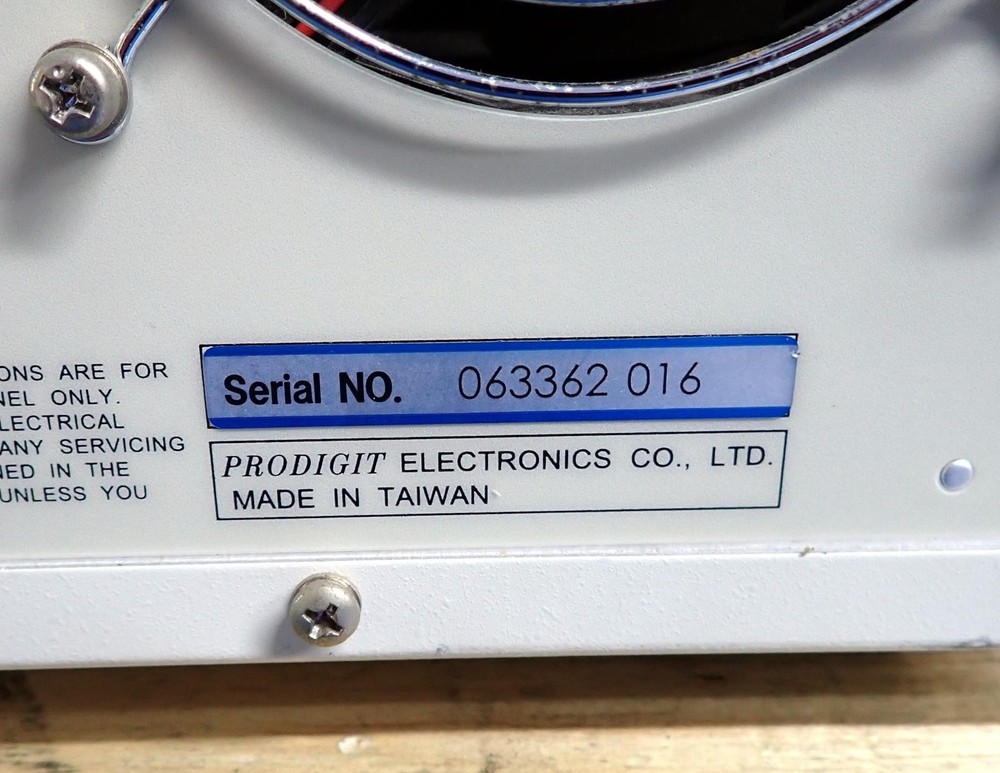 ONS ARE FOR
NEL ONLY.
LECTRICAL
ANY SERVICING
NED IN THE
UNLESS YOU
Serial NO. 063362 016
PRODIGIT ELECTRONICS CO., LTD.
MADE IN TAIWAN